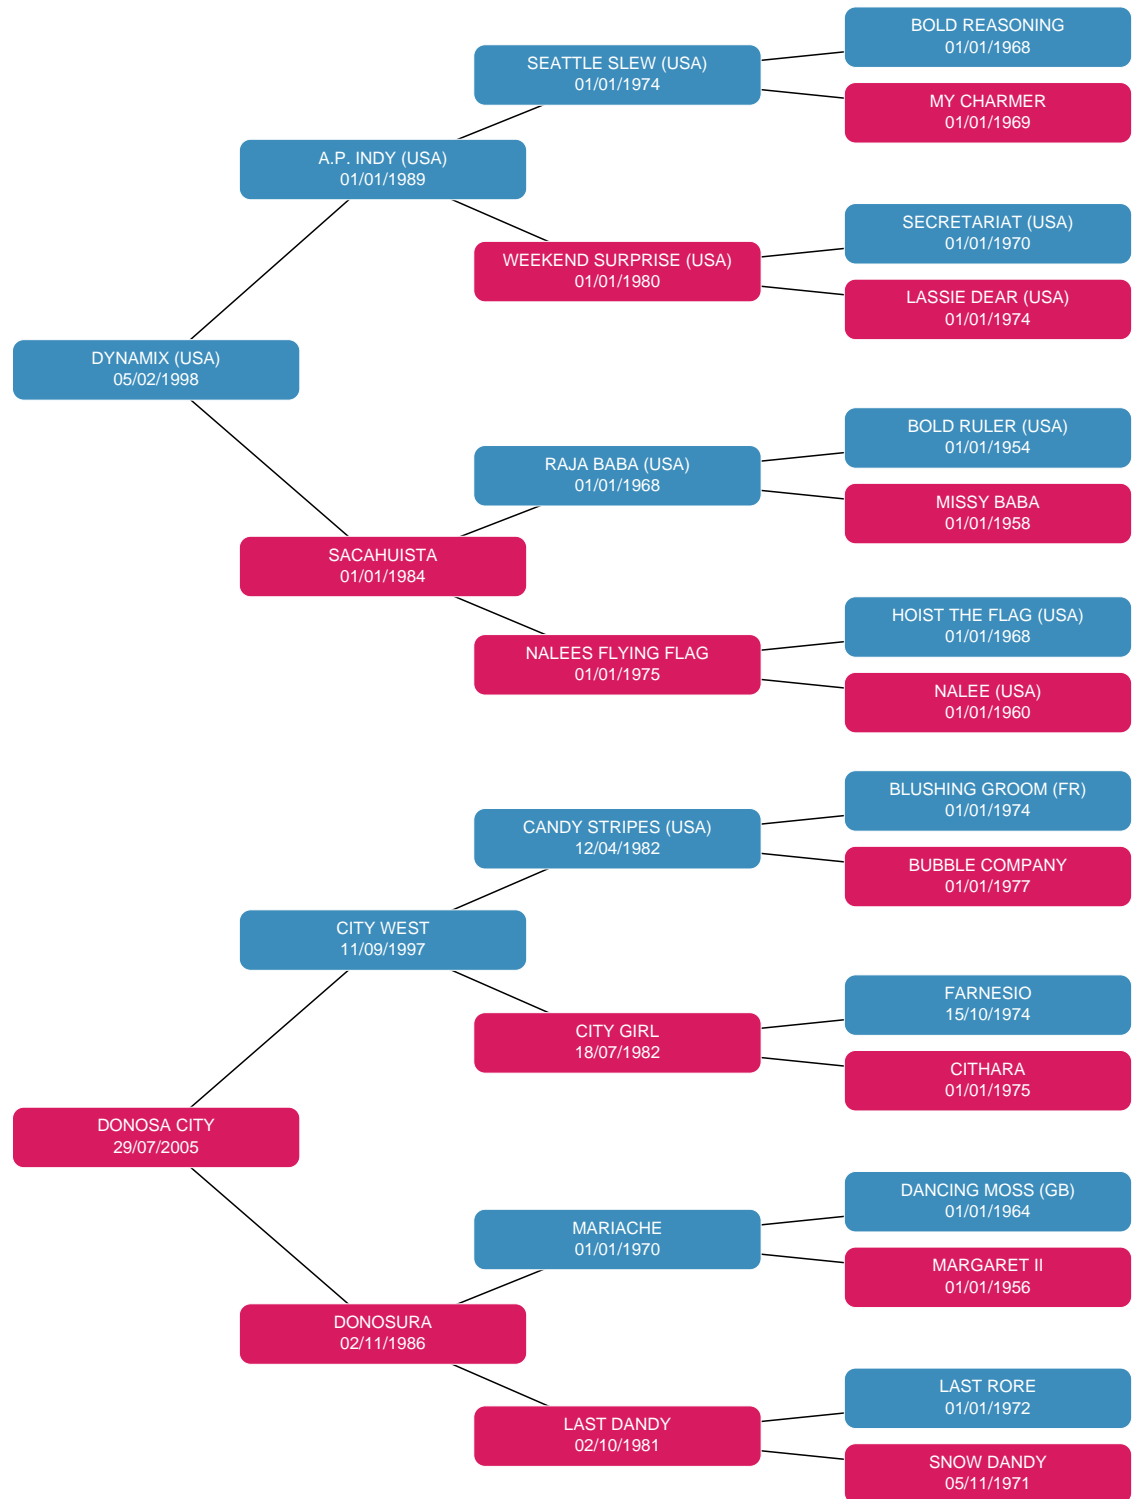 BOLD REASONING
01/01/1968
SEATTLE SLEW (USA)
01/01/1974
MY CHARMER
01/01/1969
A.P. INDY (USA)
01/01/1989
SECRETARIAT (USA)
01/01/1970
WEEKEND SURPRISE (USA)
01/01/1980
LASSIE DEAR (USA)
01/01/1974
DYNAMIX (USA)
05/02/1998
BOLD RULER (USA)
01/01/1954
RAJA BABA (USA)
01/01/1968
MISSY BABA
01/01/1958
SACAHUISTA
01/01/1984
HOIST THE FLAG (USA)
01/01/1968
NALEES FLYING FLAG
01/01/1975
NALEE (USA)
01/01/1960
BLUSHING GROOM (FR)
01/01/1974
CANDY STRIPES (USA)
12/04/1982
BUBBLE COMPANY
01/01/1977
CITY WEST
11/09/1997
FARNESIO
15/10/1974
CITY GIRL
18/07/1982
CITHARA
01/01/1975
DONOSA CITY
29/07/2005
DANCING MOSS (GB)
01/01/1964
MARIACHE
01/01/1970
MARGARET II
01/01/1956
DONOSURA
02/11/1986
LAST RORE
01/01/1972
LAST DANDY
02/10/1981
SNOW DANDY
05/11/1971